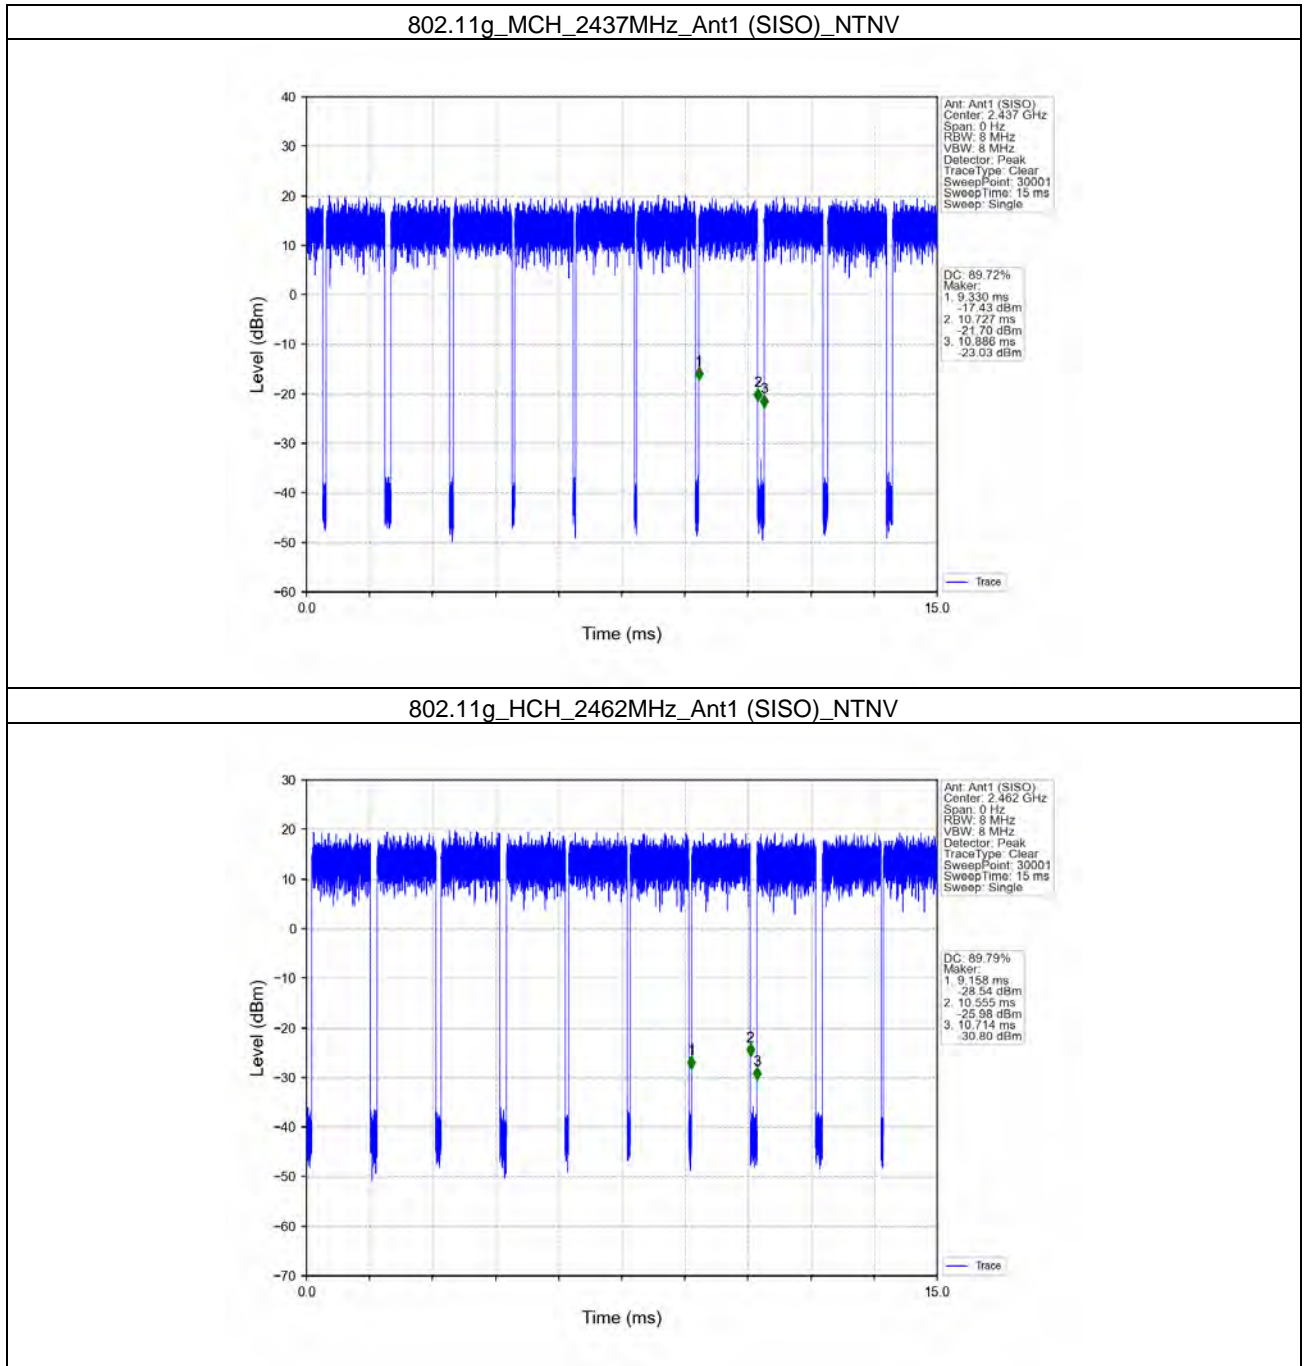 802.11g_MCH_2437MHz_Ant1 (SISO)_NTNV
40
30
20
10
0
−10
−20
−30
−40
−50
−60
Level (dBm)
0.0
15.0
Time (ms)
1
2
3
Ant: Ant1 (SISO)
Center: 2.437 GHz
Span: 0 Hz
RBW: 8 MHz
VBW: 8 MHz
Detector: Peak
TraceType: Clear
SweepPoint: 30001
SweepTime: 15 ms
Sweep: Single
DC: 89.72%
Maker:
1. 9.330 ms
-17.43 dBm
2. 10.727 ms
-21.70 dBm
3. 10.886 ms
-23.03 dBm
Trace
802.11g_HCH_2462MHz_Ant1 (SISO)_NTNV
30
20
10
0
−10
−20
−30
−40
−50
−60
−70
Level (dBm)
0.0
15.0
Time (ms)
1
2
3
Ant: Ant1 (SISO)
Center: 2.462 GHz
Span: 0 Hz
RBW: 8 MHz
VBW: 8 MHz
Detector: Peak
TraceType: Clear
SweepPoint: 30001
SweepTime: 15 ms
Sweep: Single
DC: 89.79%
Maker:
1. 9.158 ms
-28.54 dBm
2. 10.555 ms
-25.98 dBm
3. 10.714 ms
-30.80 dBm
Trace